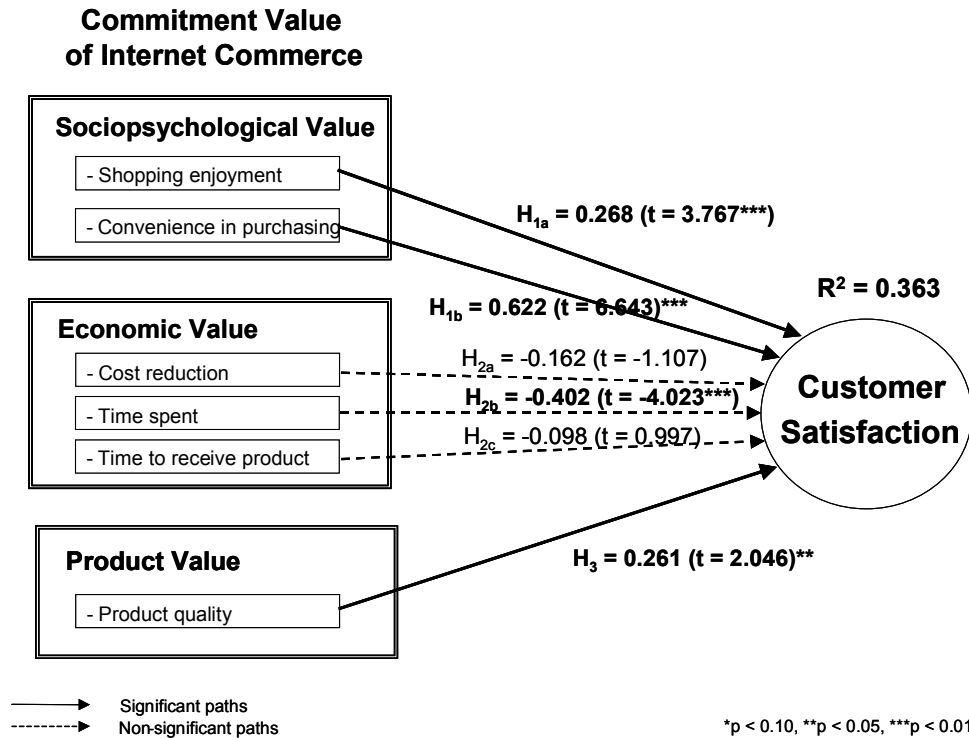 Commitment Value
of Internet Commerce
Sociopsychological Value
- Shopping enjoyment
- Convenience in purchasing
H1a = 0.268 (t = 3.767***)
R² = 0.363
H1b = 0.622 (t = 6.643)***
Economic Value
- Cost reduction
- Time spent
- Time to receive product
H2a = -0.162 (t = -1.107)
H2b = -0.402 (t = -4.023***)
H2c = -0.098 (t = 0.997)
Customer
Satisfaction
Product Value
- Product quality
H3 = 0.261 (t = 2.046)**
Significant paths
Non-significant paths
*p < 0.10, **p < 0.05, ***p < 0.01